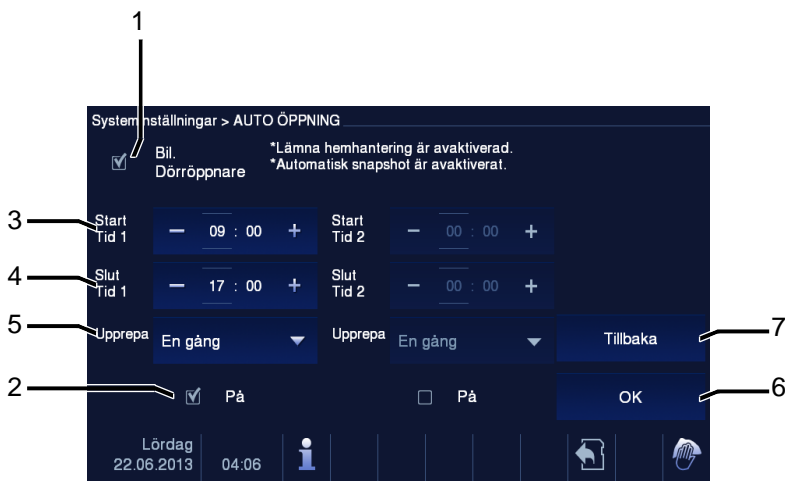 1
Systeminställningar > AUTO ÖPPNING
Bil.
Dörröppnare
*Lämna hemhantering är avaktiverad.
*Automatisk snapshot är avaktiverat.
3
Start
Tid 1
− 09 : 00 +
Start
Tid 2
− 00 : 00 +
4
Slut
Tid 1
− 17 : 00 +
Slut
Tid 2
− 00 : 00 +
5
Upprepa
En gång
Upprepa
En gång
Tillbaka
7
2
På
På
OK
6
Lördag
22.06.2013
04:06